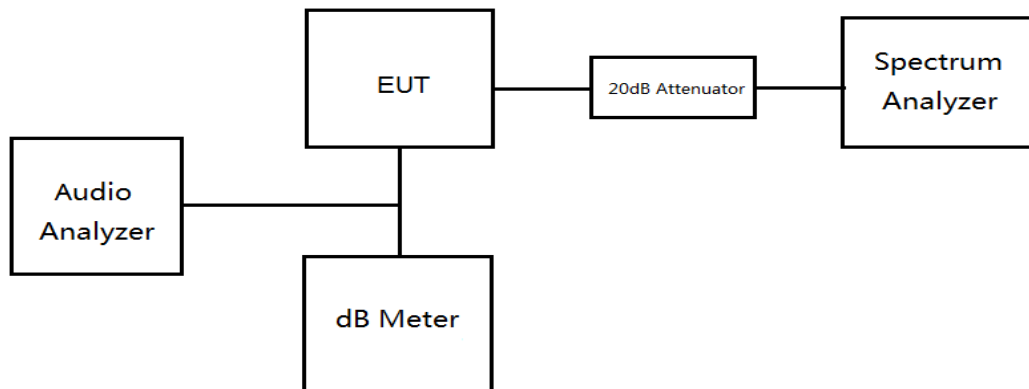 EUT
20dB Attenuator
Spectrum
Analyzer
Audio
Analyzer
dB Meter